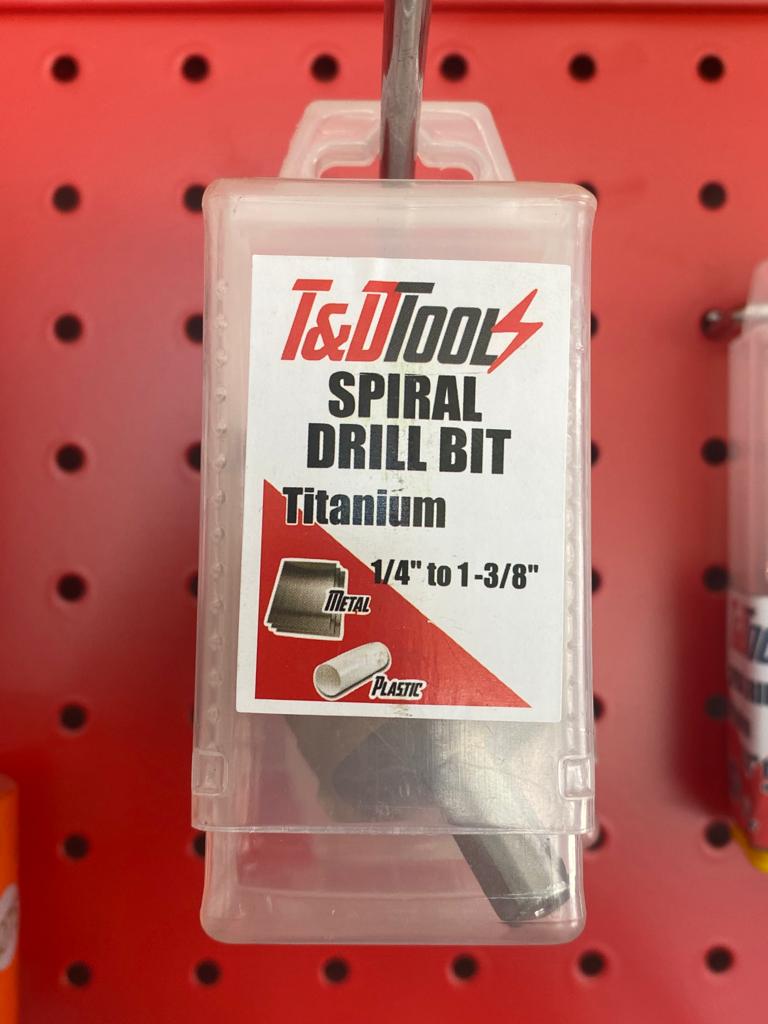 T&DTOOLS
SPIRAL
DRILL BIT
Titanium
1/4" to 1 -3/8"
METAL
PLASTIC